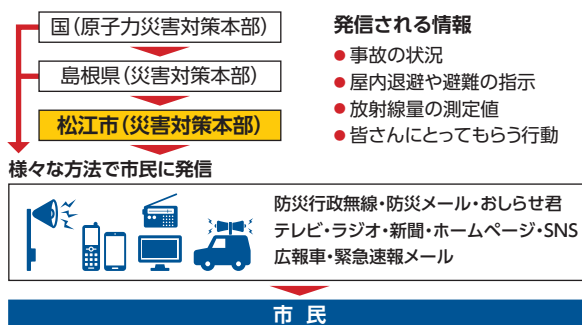 国(原子力災害対策本部)
島根県(災害対策本部)
松江市(災害対策本部)
発信される情報
●事故の状況
●屋内退避や避難の指示
●放射線量の測定値
●皆さんにとってもらう行動
様々な方法で市民に発信
防災行政無線・防災メール・おしらせ君
テレビ・ラジオ・新聞・ホームページ・SNS
広報車・緊急速報メール
市民